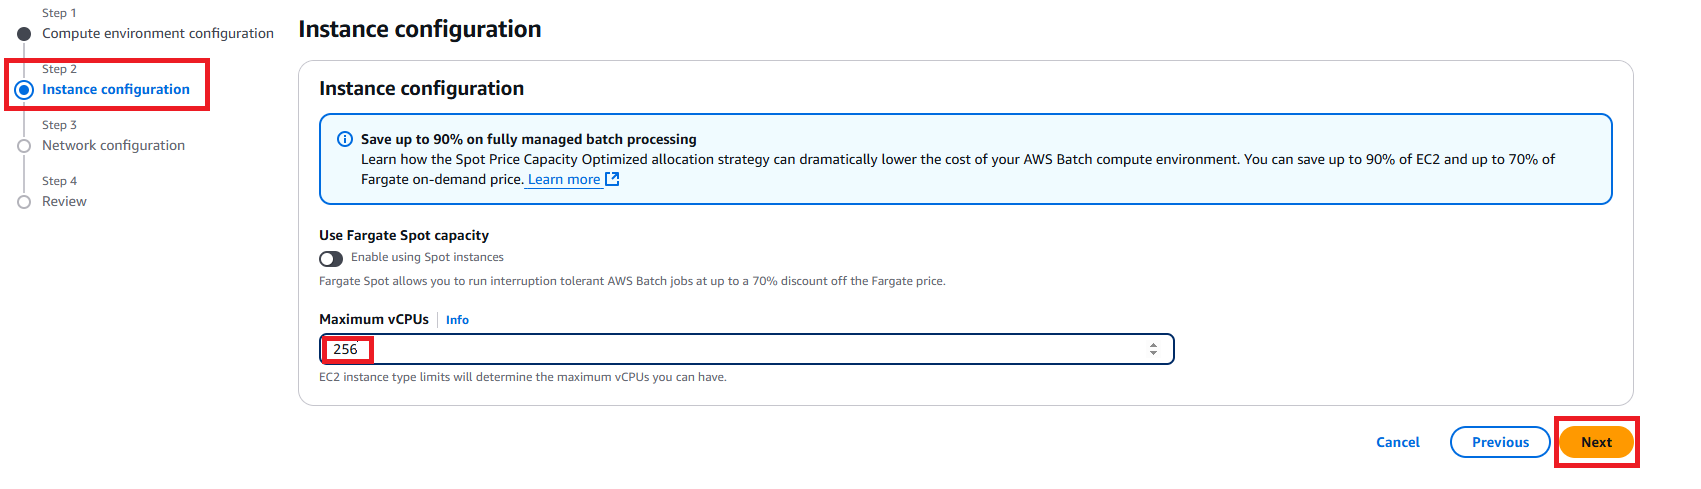 Step 1
Compute environment configuration
Step 2
Instance configuration
Step 3
Network configuration
Step 4
Review
Instance configuration
Instance configuration
Save up to 90% on fully managed batch processing
Learn how the Spot Price Capacity Optimized allocation strategy can dramatically lower the cost of your AWS Batch compute environment. You can save up to 90% of EC2 and up to 70% of
Fargate on-demand price. Learn more
Use Fargate Spot capacity
Enable using Spot instances
Fargate Spot allows you to run interruption tolerant AWS Batch jobs at up to a 70% discount off the Fargate price.
Maximum vCPUs Info
256
EC2 instance type limits will determine the maximum vCPUs you can have.
Cancel Previous Next